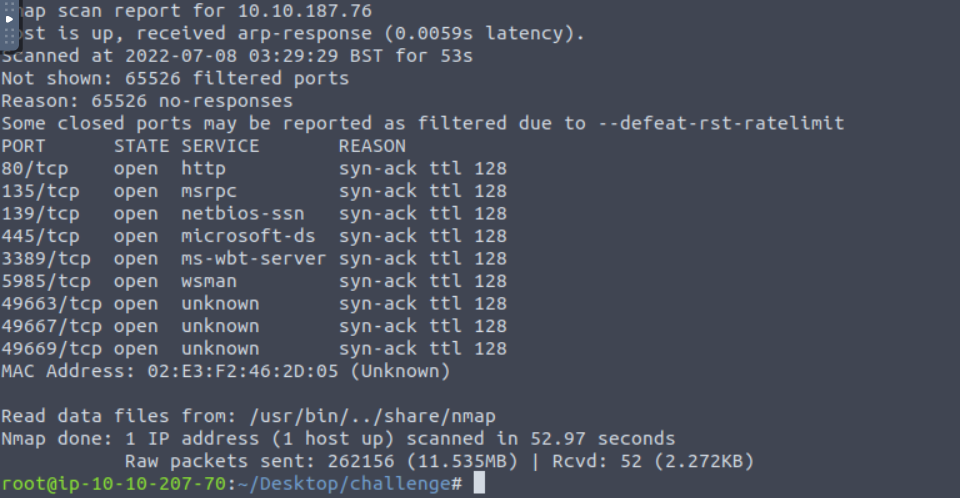 map scan report for 10.10.187.76
ost is up, received arp-response (0.0059s latency).
Scanned at 2022-07-08 03:29:29 BST for 53s
Not shown: 65526 filtered ports
Reason: 65526 no-responses
Some closed ports may be reported as filtered due to --defeat-rst-ratelimit
PORT      STATE SERVICE       REASON
80/tcp    open  http          syn-ack ttl 128
135/tcp   open  msrpc         syn-ack ttl 128
139/tcp   open  netbios-ssn   syn-ack ttl 128
445/tcp   open  microsoft-ds  syn-ack ttl 128
3389/tcp  open  ms-wbt-server syn-ack ttl 128
5985/tcp  open  wsman         syn-ack ttl 128
49663/tcp open  unknown       syn-ack ttl 128
49667/tcp open  unknown       syn-ack ttl 128
49669/tcp open  unknown       syn-ack ttl 128
MAC Address: 02:E3:F2:46:2D:05 (Unknown)
Read data files from: /usr/bin/../share/nmap
Nmap done: 1 IP address (1 host up) scanned in 52.97 seconds
           Raw packets sent: 262156 (11.535MB) | Rcvd: 52 (2.272KB)
root@ip-10-10-207-70:~/Desktop/challenge#